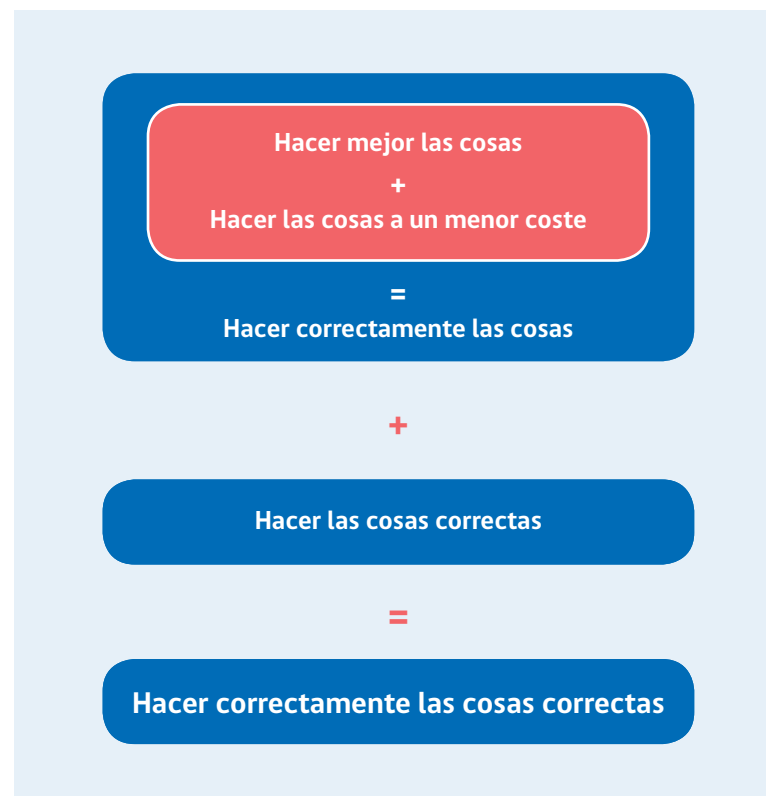 Hacer mejor las cosas
+
Hacer las cosas a un menor coste
=
Hacer correctamente las cosas
+
Hacer las cosas correctas
=
Hacer correctamente las cosas correctas